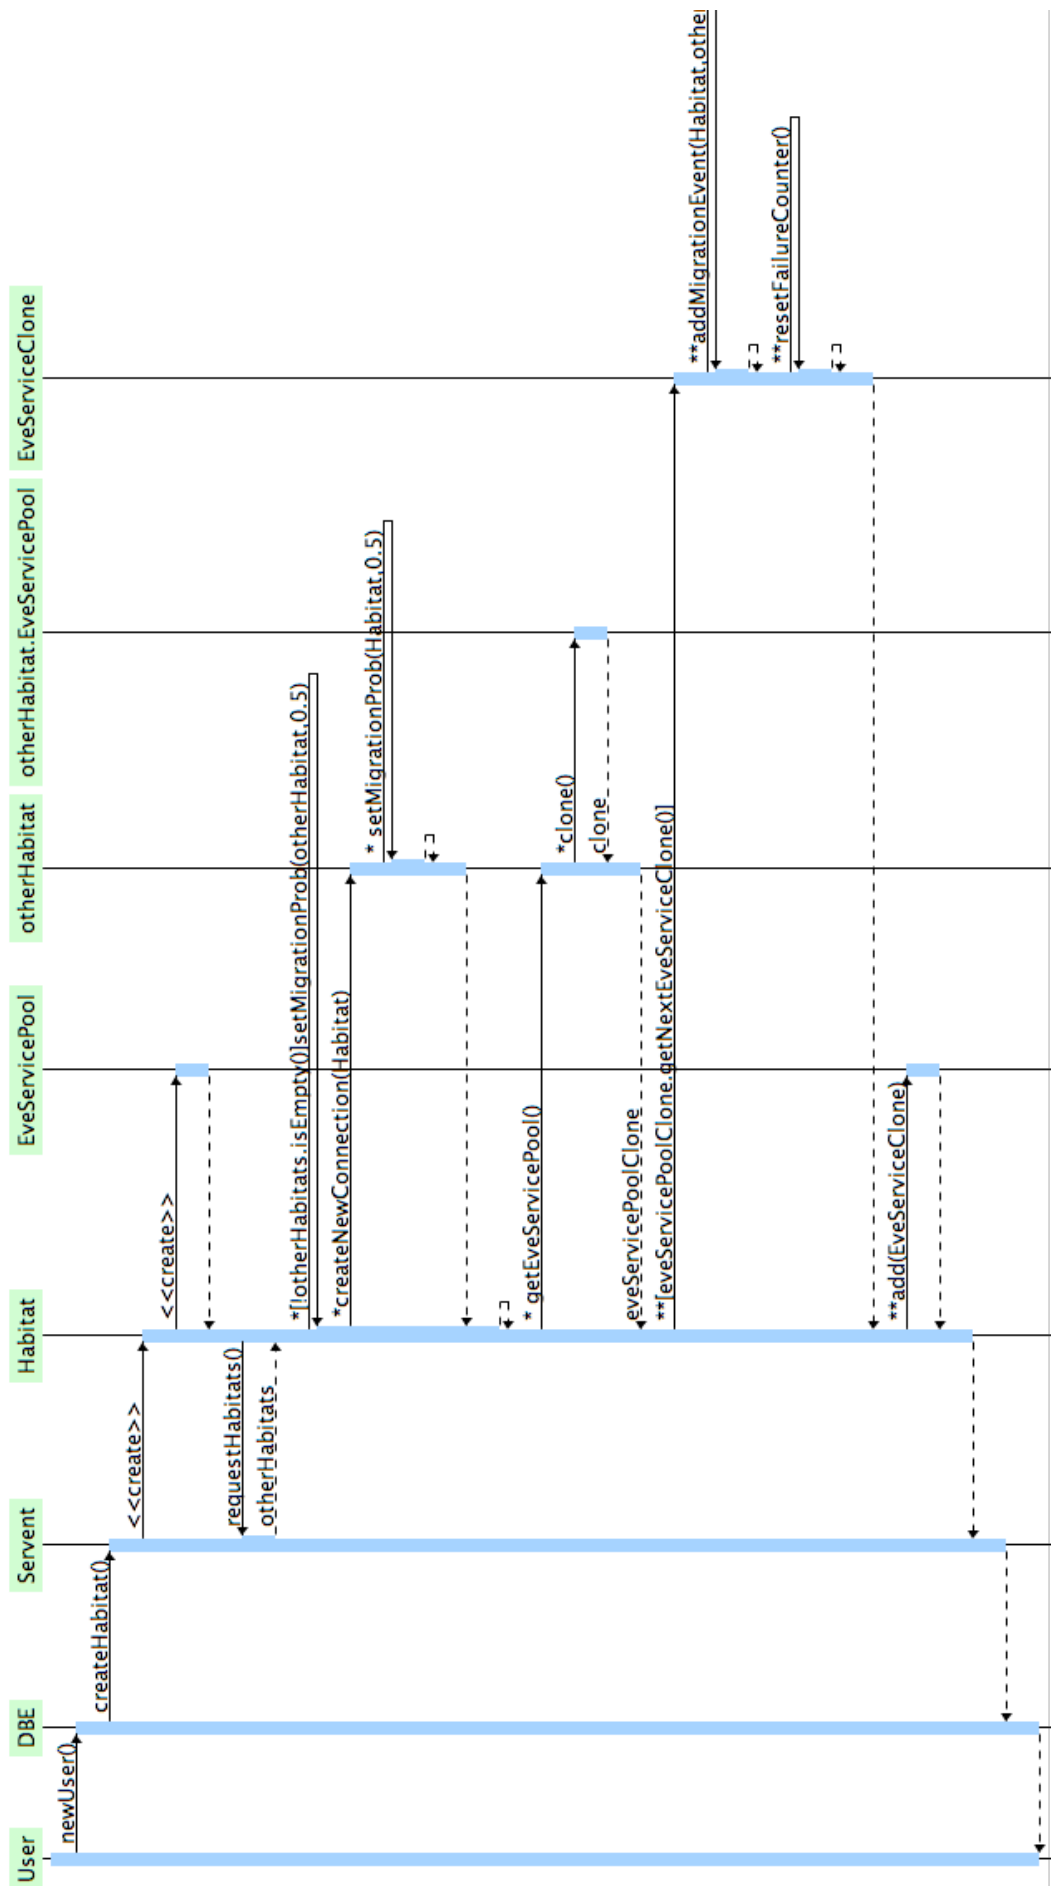 User
DBE
Servent
Habitat
EveServicePool
otherHabitat
otherHabitat.EveServicePool
EveServiceClone
newUser()
createHabitat()
<<create>>
<<create>>
requestHabitats()
otherHabitats
*[!otherHabitats.isEmpty()]setMigrationProb(otherHabitat,0.5)
*createNewConnection(Habitat)
* setMigrationProb(Habitat,0.5)
* getEveServicePool()
*clone()
clone
eveServicePoolClone
**[eveServicePoolClone.getNextEveServiceClone()]
**addMigrationEvent(Habitat,othe
**resetFailureCounter()
**add(EveServiceClone)